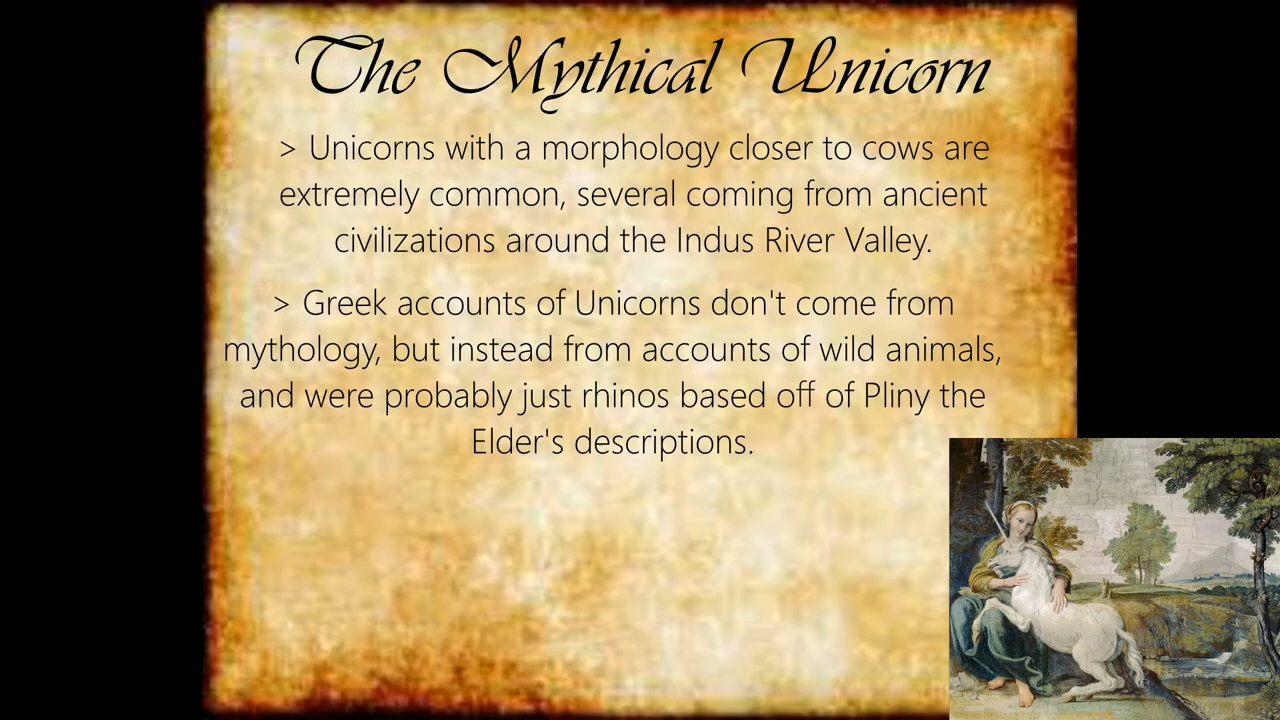 The Mythical Unicorn
> Unicorns with a morphology closer to cows are
extremely common, several coming from ancient
civilizations around the Indus River Valley.
> Greek accounts of Unicorns don't come from
mythology, but instead from accounts of wild animals,
and were probably just rhinos based off of Pliny the
Elder's descriptions.